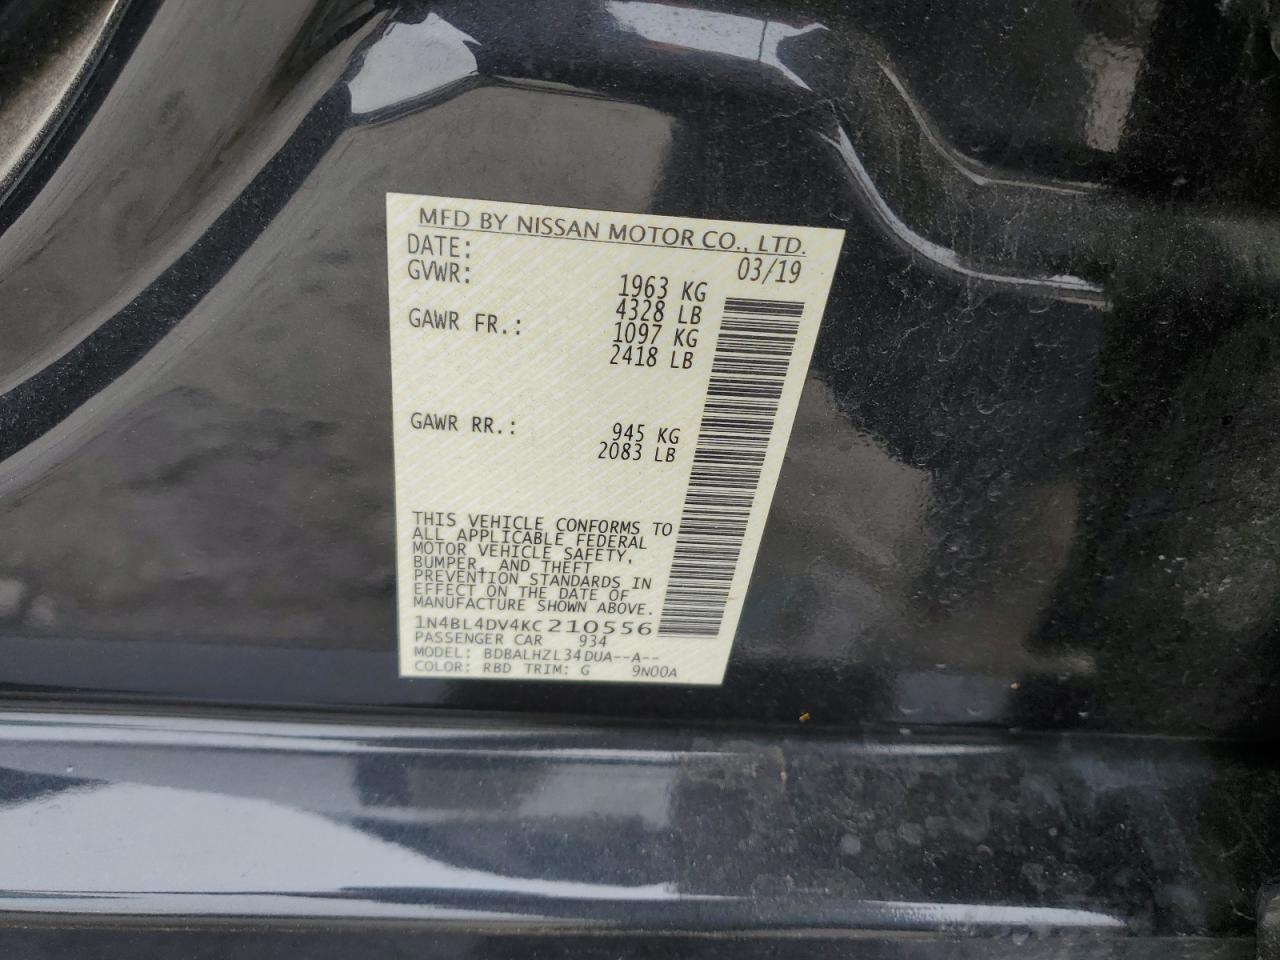 MFD BY NISSAN MOTOR CO., LTD.
DATE: 03/19
GVWR: 1963 KG
4328 LB
GAWR FR.: 1097 KG
2418 LB
GAWR RR.: 945 KG
2083 LB
THIS VEHICLE CONFORMS TO
ALL APPLICABLE FEDERAL
MOTOR VEHICLE SAFETY,
BUMPER, AND THEFT
PREVENTION STANDARDS IN
EFFECT ON THE DATE OF
MANUFACTURE SHOWN ABOVE.
1N4BL4DV4KC210556
PASSENGER CAR 934
MODEL: BDBALHZL34DUA--A--
COLOR: RBD TRIM: G 9N00A